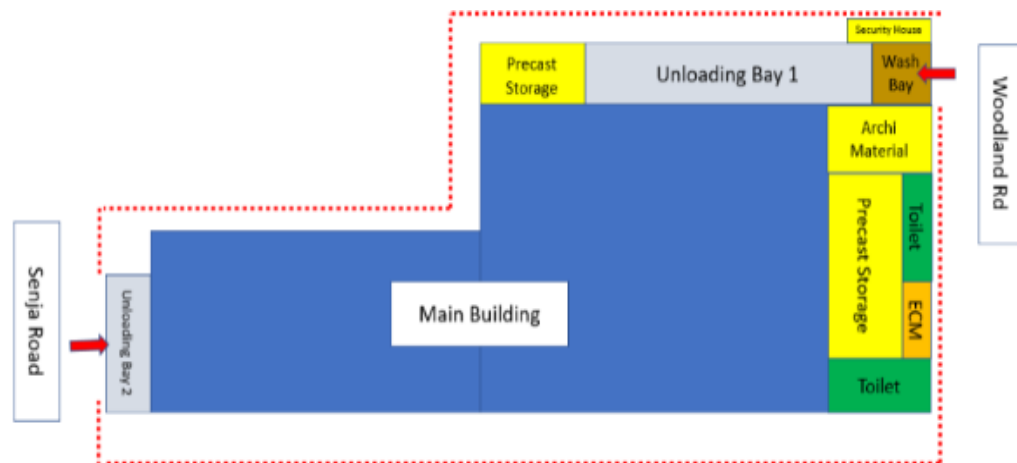 Security House
Precast
Storage
Unloading Bay 1
Wash
Bay
Woodland Rd
Archi
Material
Precast Storage
Toilet
ECM
Toilet
Main Building
Unloading Bay 2
Senja Road